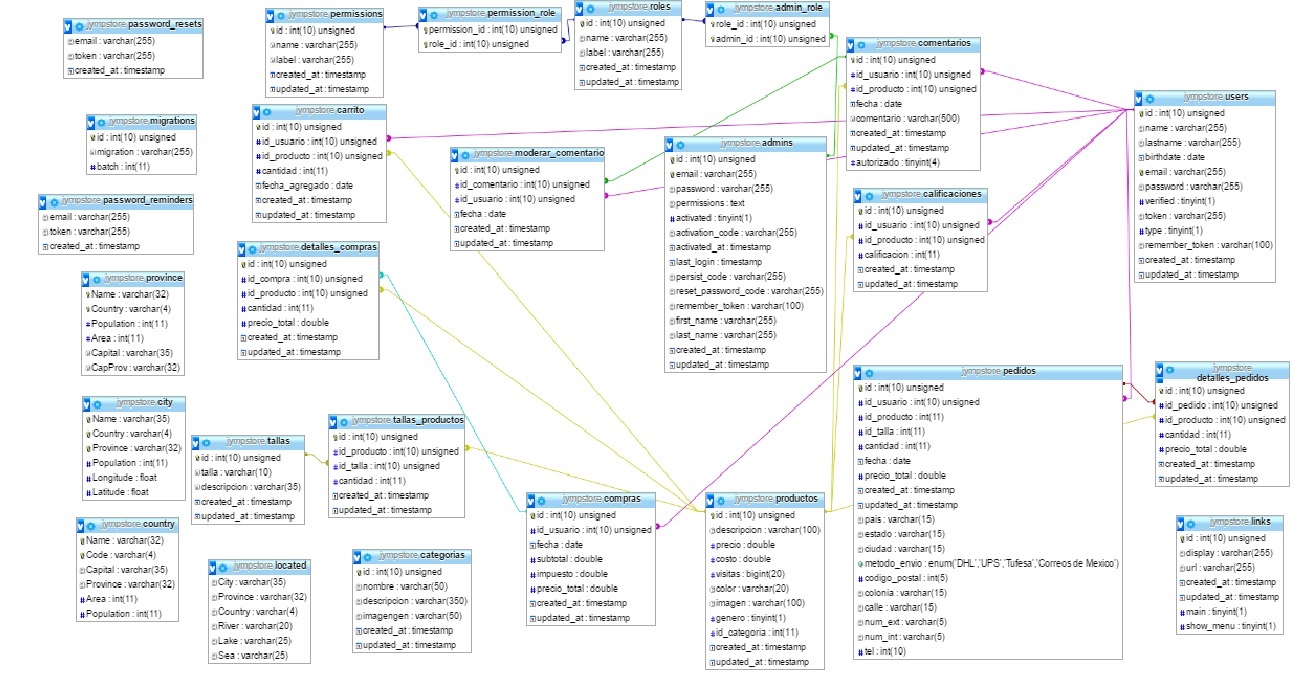 jympstore password_resets
email : varchar(255)
token : varchar(255)
created_at : timestamp
jympstore permissions
id : int(10) unsigned
name : varchar(255)
label : varchar(255)
created_at : timestamp
updated_at : timestamp
jympstore permission_role
permission_id : int(10) unsigned
role_id : int(10) unsigned
jympstore roles
id : int(10) unsigned
name : varchar(255)
label : varchar(255)
created_at : timestamp
updated_at : timestamp
jympstore admin_role
role_id : int(10) unsigned
admin_id : int(10) unsigned
jympstore comentarios
id : int(10) unsigned
id_usuario : int(10) unsigned
id_producto : int(10) unsigned
fecha : date
comentario : varchar(500)
created_at : timestamp
updated_at : timestamp
autorizado : tinyint(4)
jympstore users
id : int(10) unsigned
name : varchar(255)
lastname : varchar(255)
birthdate : date
email : varchar(255)
password : varchar(255)
verified : tinyint(1)
token : varchar(255)
type : tinyint(1)
remember_token : varchar(100)
created_at : timestamp
updated_at : timestamp
jympstore migrations
id : int(10) unsigned
migration : varchar(255)
batch : int(11)
jympstore carrito
id : int(10) unsigned
id_usuario : int(10) unsigned
id_producto : int(10) unsigned
cantidad : int(11)
fecha_agregado : date
created_at : timestamp
updated_at : timestamp
jympstore moderar_comentario
id : int(10) unsigned
id_comentario : int(10) unsigned
id_usuario : int(10) unsigned
fecha : date
created_at : timestamp
updated_at : timestamp
jympstore admins
id : int(10) unsigned
email : varchar(255)
password : varchar(255)
permissions : text
activated : tinyint(1)
activation_code : varchar(255)
activated_at : timestamp
last_login : timestamp
persist_code : varchar(255)
reset_password_code : varchar(255)
remember_token : varchar(100)
first_name : varchar(255)
last_name : varchar(255)
created_at : timestamp
updated_at : timestamp
jympstore calificaciones
id : int(10) unsigned
id_usuario : int(10) unsigned
id_producto : int(10) unsigned
calificacion : int(11)
created_at : timestamp
updated_at : timestamp
jympstore password_reminders
email : varchar(255)
token : varchar(255)
created_at : timestamp
jympstore detalles_compras
id : int(10) unsigned
id_compra : int(10) unsigned
id_producto : int(10) unsigned
cantidad : int(11)
precio_total : double
created_at : timestamp
updated_at : timestamp
jympstore province
Name : varchar(32)
Country : varchar(4)
Population : int(11)
Area : int(11)
Capital : varchar(35)
CapProv : varchar(32)
jympstore pedidos
id : int(10) unsigned
id_usuario : int(10) unsigned
id_producto : int(11)
id_talla : int(11)
cantidad : int(11)
fecha : date
precio_total : double
created_at : timestamp
updated_at : timestamp
pais : varchar(15)
estado : varchar(15)
ciudad : varchar(15)
metodo_envio : enum('DHL','UPS','Tufesa','Correos de Mexico')
codigo_postal : int(5)
colonia : varchar(15)
calle : varchar(15)
num_ext : varchar(5)
num_int : varchar(5)
tel : int(10)
jympstore
detalles_pedidos
id : int(10) unsigned
id_pedido : int(10) unsigned
id_producto : int(10) unsigned
cantidad : int(11)
precio_total : double
created_at : timestamp
updated_at : timestamp
jympstore city
Name : varchar(35)
Country : varchar(4)
Province : varchar(32)
Population : int(11)
Longitude : float
Latitude : float
jympstore tallas
id : int(10) unsigned
talla : varchar(10)
descripcion : varchar(35)
created_at : timestamp
updated_at : timestamp
jympstore tallas_productos
id : int(10) unsigned
id_producto : int(10) unsigned
id_talla : int(10) unsigned
cantidad : int(11)
created_at : timestamp
updated_at : timestamp
jympstore compras
id : int(10) unsigned
id_usuario : int(10) unsigned
fecha : date
subtotal : double
impuesto : double
precio_total : double
created_at : timestamp
updated_at : timestamp
jympstore productos
id : int(10) unsigned
descripcion : varchar(100)
precio : double
costo : double
visitas : bigint(20)
color : varchar(20)
imagen : varchar(100)
genero : tinyint(1)
id_categoria : int(11)
created_at : timestamp
updated_at : timestamp
jympstore country
Name : varchar(32)
Code : varchar(4)
Capital : varchar(35)
Province : varchar(32)
Area : int(11)
Population : int(11)
jympstore located
City : varchar(35)
Province : varchar(32)
Country : varchar(4)
River : varchar(20)
Lake : varchar(25)
Sea : varchar(25)
jympstore categorias
id : int(10) unsigned
nombre : varchar(50)
descripcion : varchar(350)
imagengen : varchar(50)
created_at : timestamp
updated_at : timestamp
jympstore links
id : int(10) unsigned
display : varchar(255)
url : varchar(255)
created_at : timestamp
updated_at : timestamp
main : tinyint(1)
show_menu : tinyint(1)